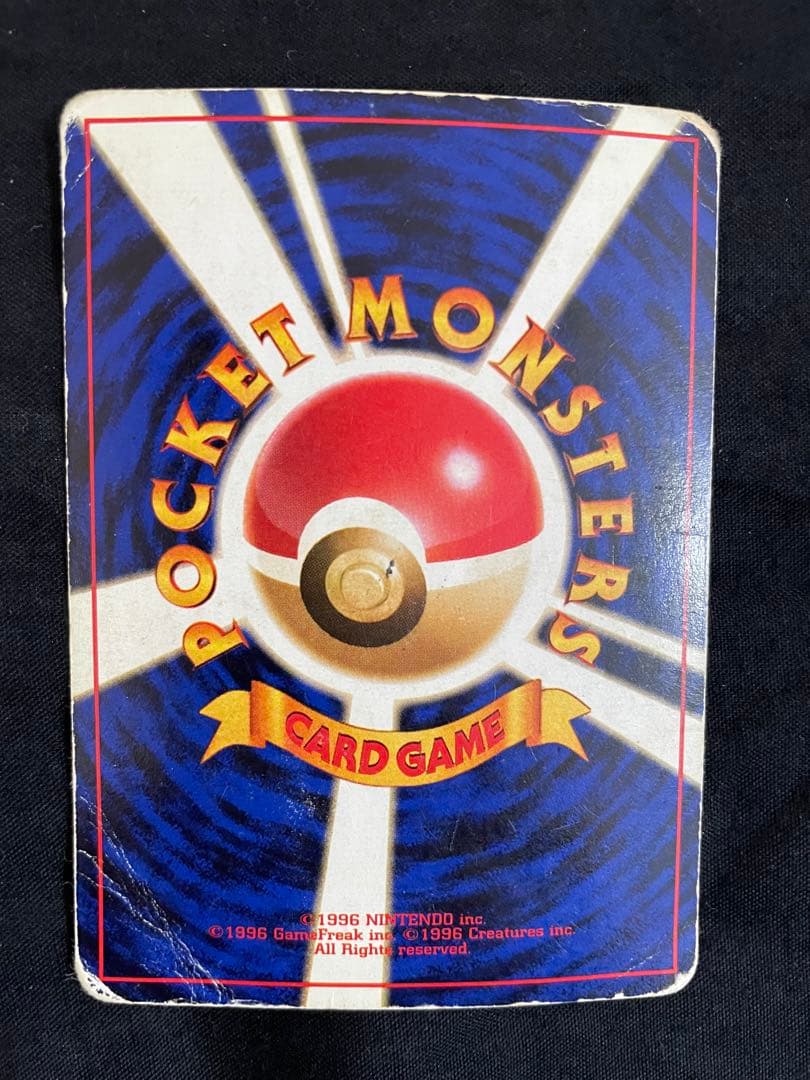 POCKET MONSTERS
CARD GAME
©1996 NINTENDO inc.
©1996 GameFreak inc. ©1996 Creatures inc.
All Rights reserved.